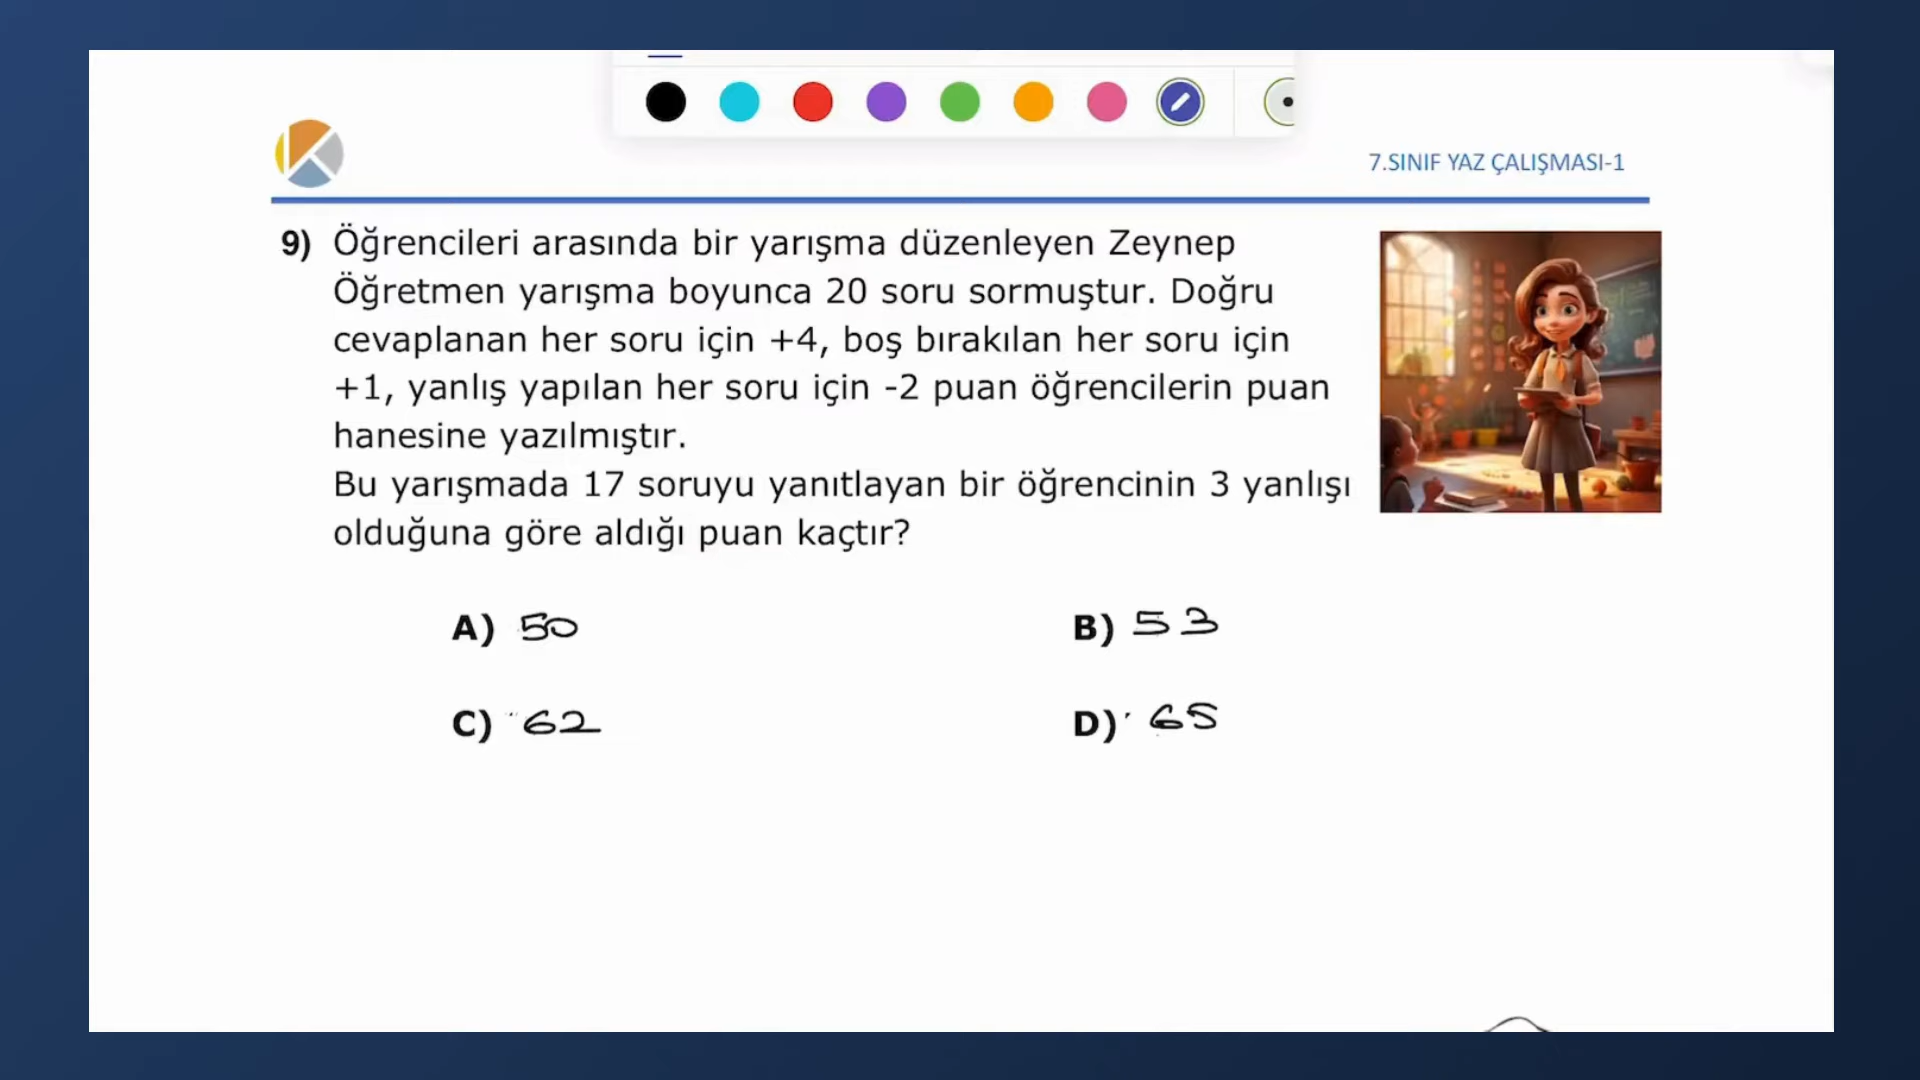 7.SINIF YAZ ÇALIŞMASI-1
9) Öğrencileri arasında bir yarışma düzenleyen Zeynep
Öğretmen yarışma boyunca 20 soru sormuştur. Doğru
cevaplanan her soru için +4, boş bırakılan her soru için
+1, yanlış yapılan her soru için -2 puan öğrencilerin puan
hanesine yazılmıştır.
Bu yarışmada 17 soruyu yanıtlayan bir öğrencinin 3 yanlışı
olduğuna göre aldığı puan kaçtır?
A) 50
B) 53
C) 62
D) 65